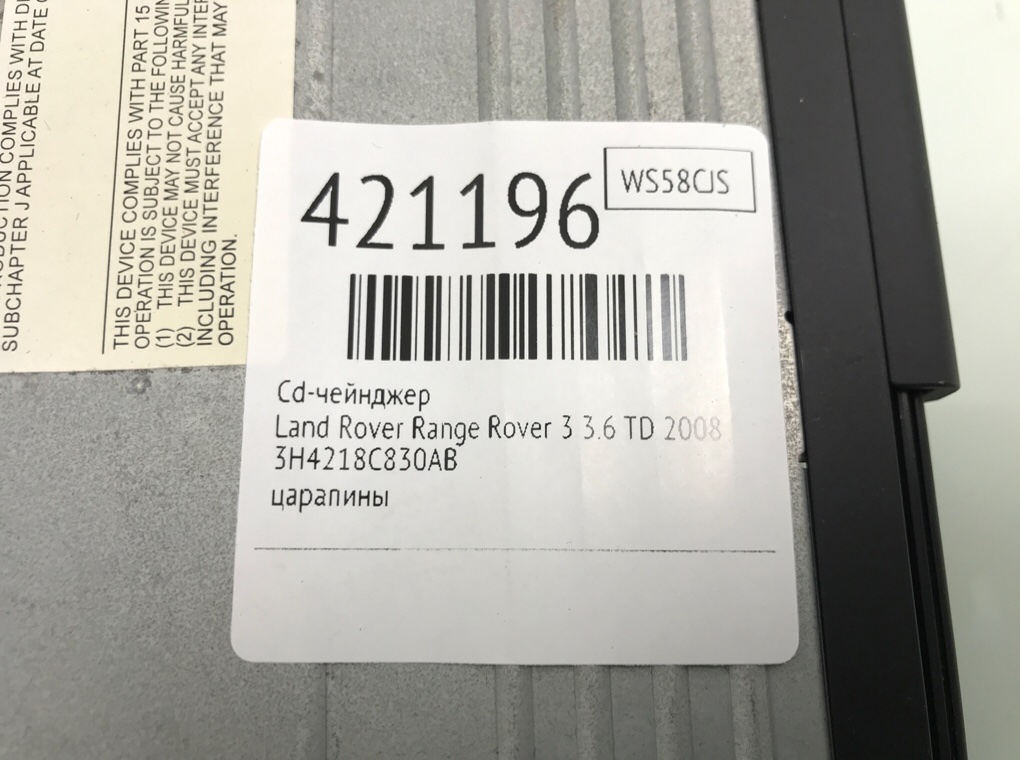 SUBCHAPTER J APPLICABLE AT DATE
THIS DEVICE COMPLIES WITH PART 15
OPERATION IS SUBJECT TO THE FOLLOWIN
(1) THIS DEVICE MAY NOT CAUSE HARMFUL
(2) THIS DEVICE MUST ACCEPT ANY INTER
INCLUDING INTERFERENCE THAT MAY
OPERATION.
421196
WS58CJS
Cd-чейнджер
Land Rover Range Rover 3 3.6 TD 2008
3H4218C830AB
царапины